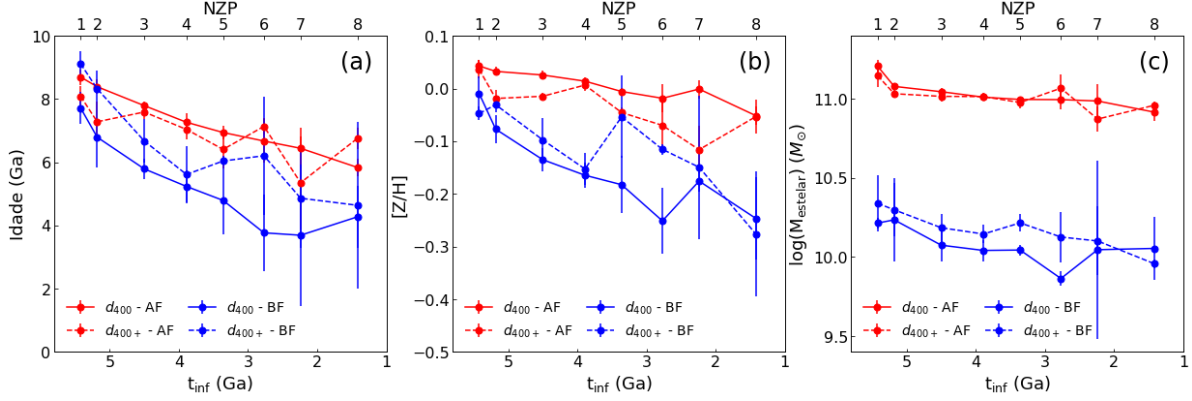 NZP NZP NZP
1 2 3 4 5 6 7 8 1 2 3 4 5 6 7 8 1 2 3 4 5 6 7 8
(a) (b) (c)
Idade (Ga)
10
8
6
4
2
0
d400 - AF d400 - BF
d400+ - AF d400+ - BF
5 4 3 2 1
tinf (Ga)
[Z/H]
0.1
0.0
−0.1
−0.2
−0.3
−0.4
−0.5
d400 - AF d400 - BF
d400+ - AF d400+ - BF
5 4 3 2 1
tinf (Ga)
log(Mestelar) (M⊙)
11.0
10.5
10.0
9.5
d400 - AF d400 - BF
d400+ - AF d400+ - BF
5 4 3 2 1
tinf (Ga)